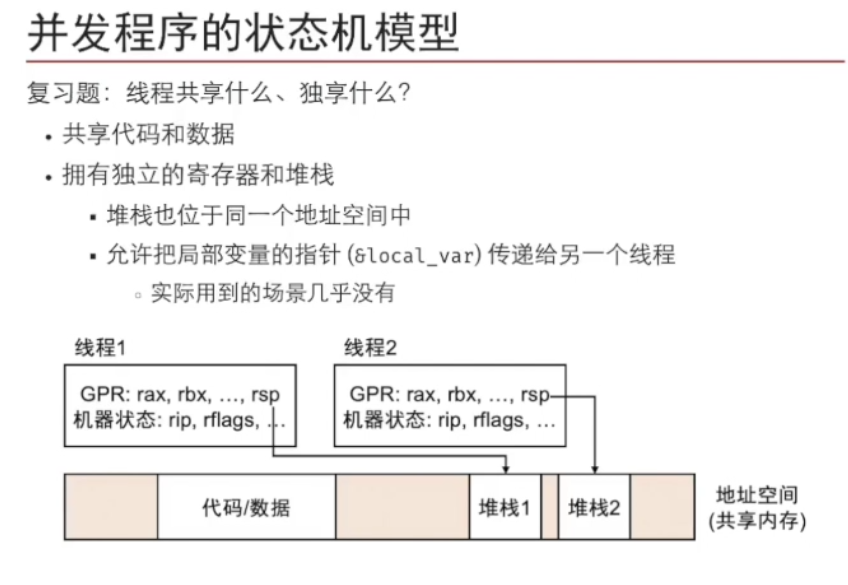 并发程序的状态机模型
复习题：线程共享什么、独享什么？
• 共享代码和数据
• 拥有独立的寄存器和堆栈
▪ 堆栈也位于同一个地址空间中
▪ 允许把局部变量的指针 (&local_var) 传递给另一个线程
◦ 实际用到的场景几乎没有
线程1
GPR: rax, rbx, …, rsp
机器状态: rip, rflags, …
线程2
GPR: rax, rbx, …, rsp
机器状态: rip, rflags, …
代码/数据
堆栈1
堆栈2
地址空间
(共享内存)